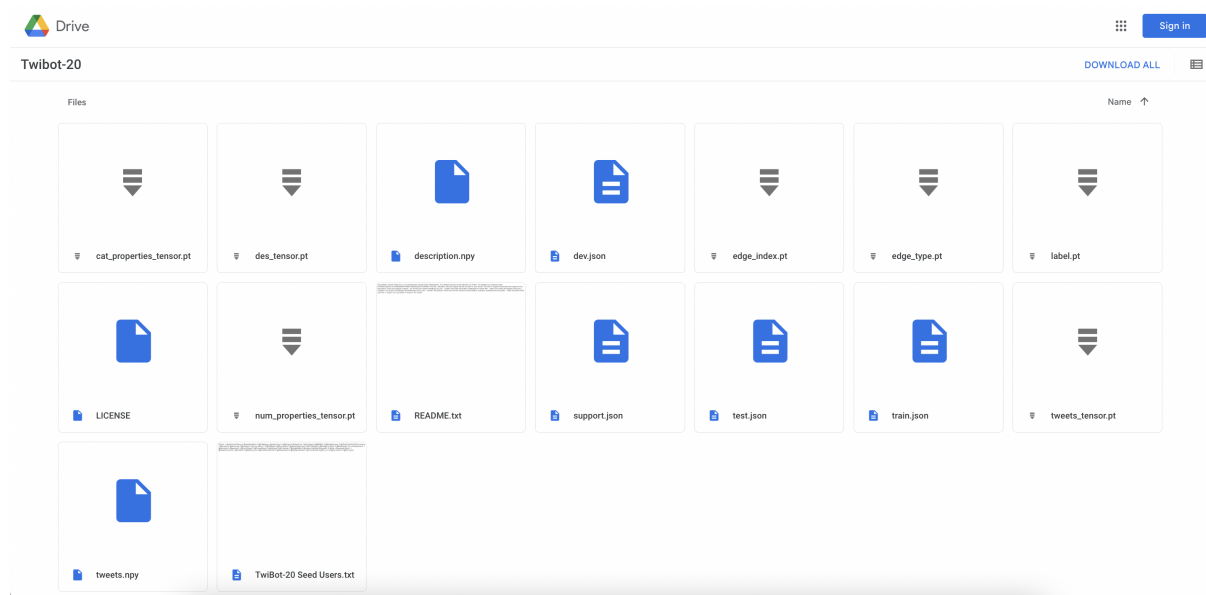 Drive
Sign in
Twibot-20
DOWNLOAD ALL
Files
Name
cat_properties_tensor.pt
des_tensor.pt
description.npy
dev.json
edge_index.pt
edge_type.pt
label.pt
LICENSE
num_properties_tensor.pt
README.txt
support.json
test.json
train.json
tweets_tensor.pt
tweets.npy
TwiBot-20 Seed Users.txt